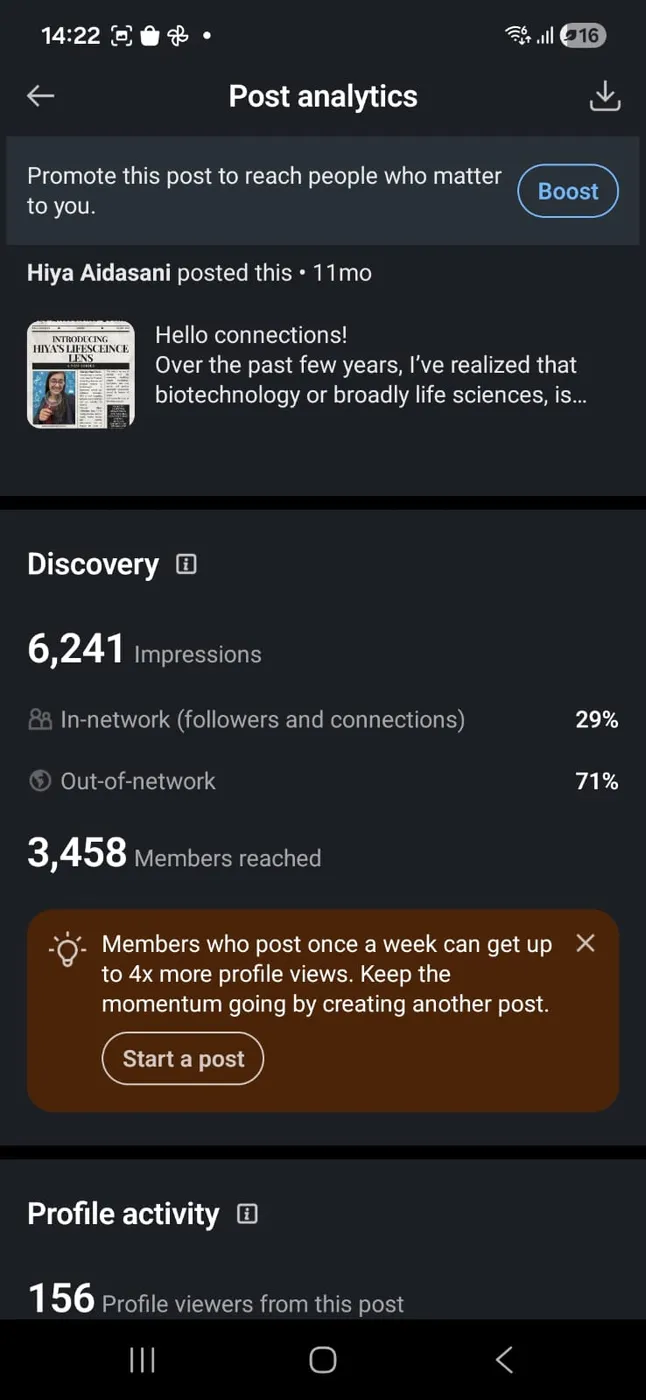 14:22
16
Post analytics
Promote this post to reach people who matter
to you.
Boost
Hiya Aidasani posted this • 11mo
INTRODUCING
HIYA'S LIFESCEINCE
LENS
Hello connections!
Over the past few years, I've realized that
biotechnology or broadly life sciences, is...
Discovery
6,241 Impressions
In-network (followers and connections) 29%
Out-of-network 71%
3,458 Members reached
Members who post once a week can get up
to 4x more profile views. Keep the
momentum going by creating another post.
Start a post
Profile activity
156 Profile viewers from this post